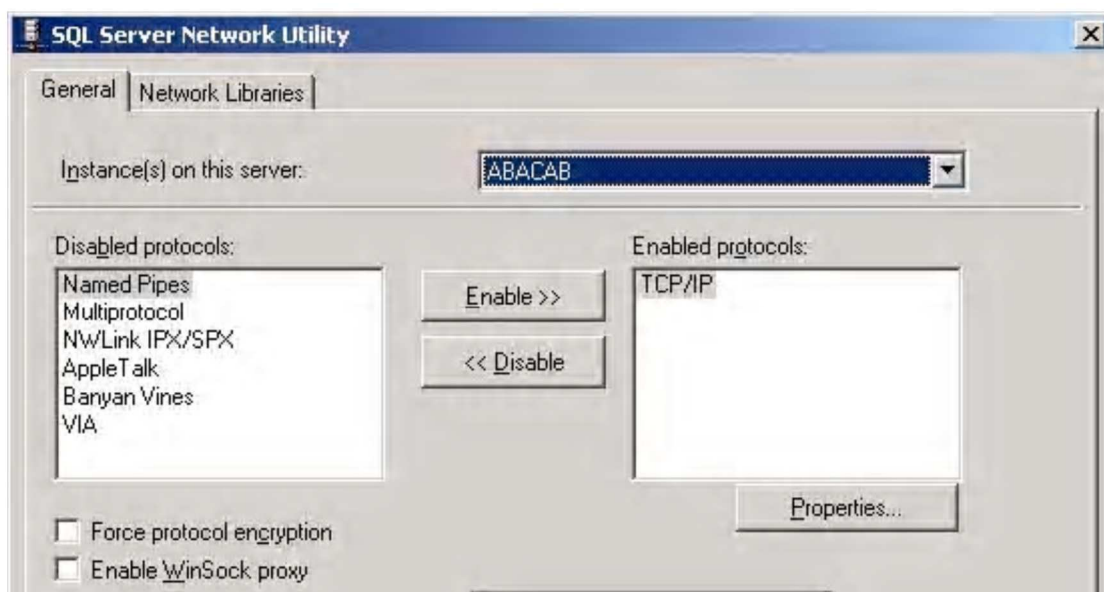 SQL Server Network Utility
General
Network Libraries
Instance(s) on this server:
ABACAB
Disabled protocols:
Enabled protocols:
Named Pipes
Multiprotocol
NWLink IPX/SPX
AppleTalk
Banyan Vines
VIA
Enable >>
<< Disable
TCP/IP
Properties...
Force protocol encryption
Enable WinSock proxy